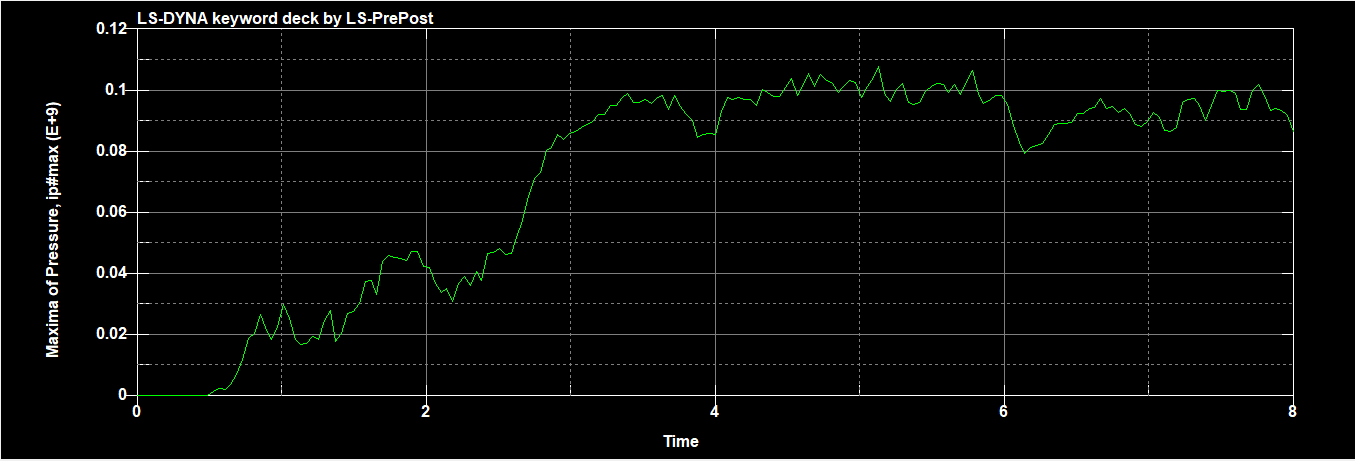 LS-DYNA keyword deck by LS-PrePost
0.12
0.1
0.08
0.06
0.04
0.02
0
Maxima of Pressure, ip#max (E+9)
0 2 4 6 8
Time